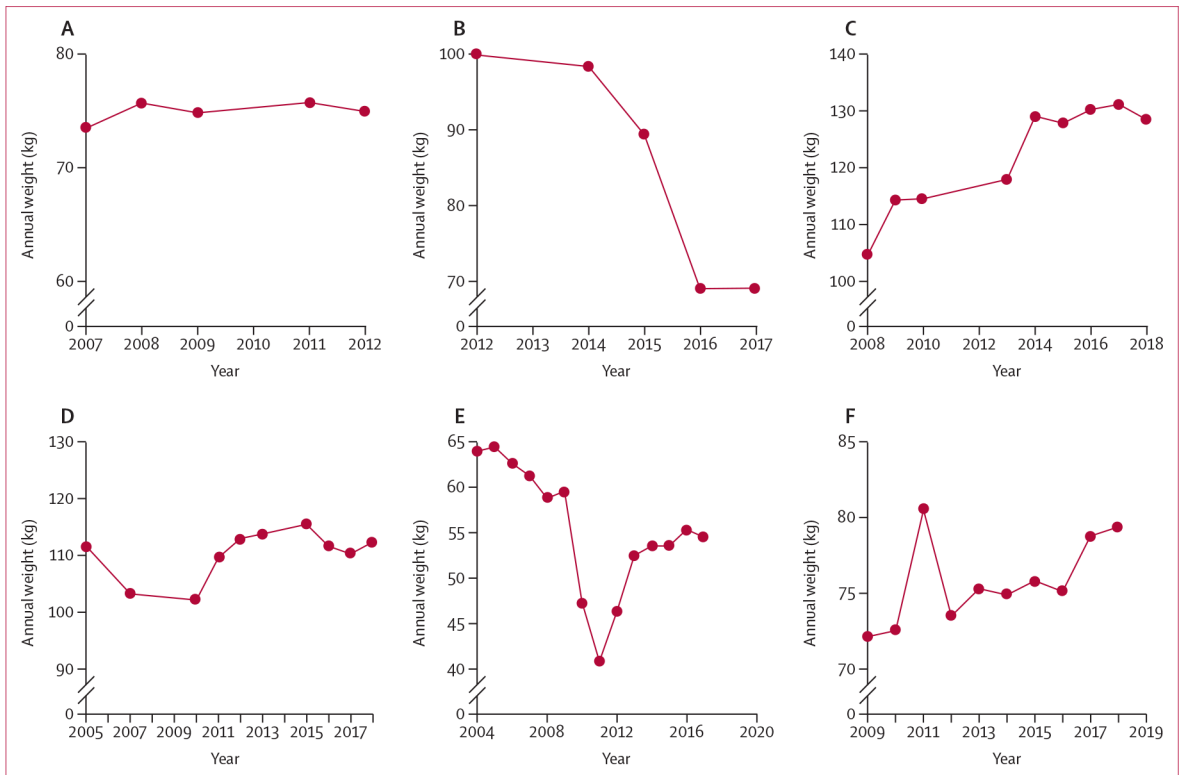 A
Annual weight (kg)
80
70
60
0
2007 2008 2009 2010 2011 2012
Year
B
Annual weight (kg)
100
90
80
70
0
2012 2013 2014 2015 2016 2017
Year
C
Annual weight (kg)
140
130
120
110
100
0
2008 2010 2012 2014 2016 2018
Year
D
Annual weight (kg)
130
120
110
100
90
0
2005 2007 2009 2011 2013 2015 2017
Year
E
Annual weight (kg)
65
60
55
50
45
40
0
2004 2008 2012 2016 2020
Year
F
Annual weight (kg)
85
80
75
70
0
2009 2011 2013 2015 2017 2019
Year